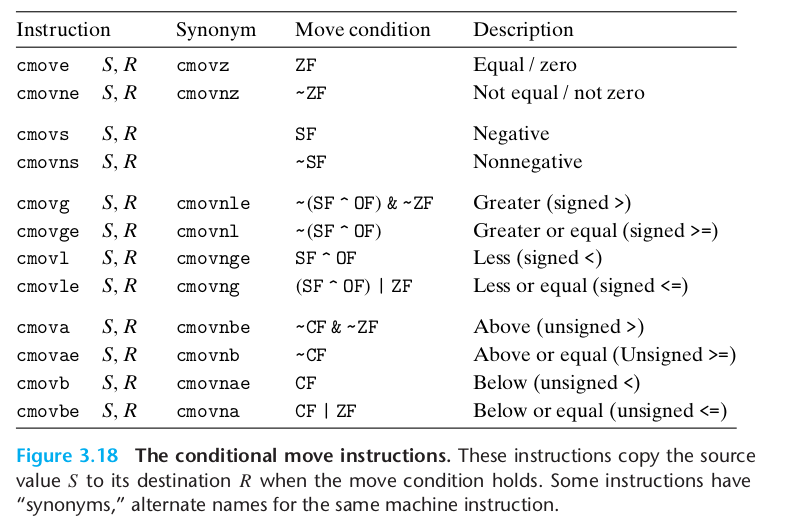 Instruction Synonym Move condition Description
cmove S, R cmovz ZF Equal / zero
cmovne S, R cmovnz ~ZF Not equal / not zero
cmovs S, R SF Negative
cmovns S, R ~SF Nonnegative
cmovg S, R cmovnle ~(SF ^ OF) & ~ZF Greater (signed >)
cmovge S, R cmovnl ~(SF ^ OF) Greater or equal (signed >=)
cmovl S, R cmovnge SF ^ OF Less (signed <)
cmovle S, R cmovng (SF ^ OF) | ZF Less or equal (signed <=)
cmova S, R cmovnbe ~CF & ~ZF Above (unsigned >)
cmovae S, R cmovnb ~CF Above or equal (Unsigned >=)
cmovb S, R cmovnae CF Below (unsigned <)
cmovbe S, R cmovna CF | ZF Below or equal (unsigned <=)
Figure 3.18 The conditional move instructions. These instructions copy the source
value S to its destination R when the move condition holds. Some instructions have
“synonyms,” alternate names for the same machine instruction.